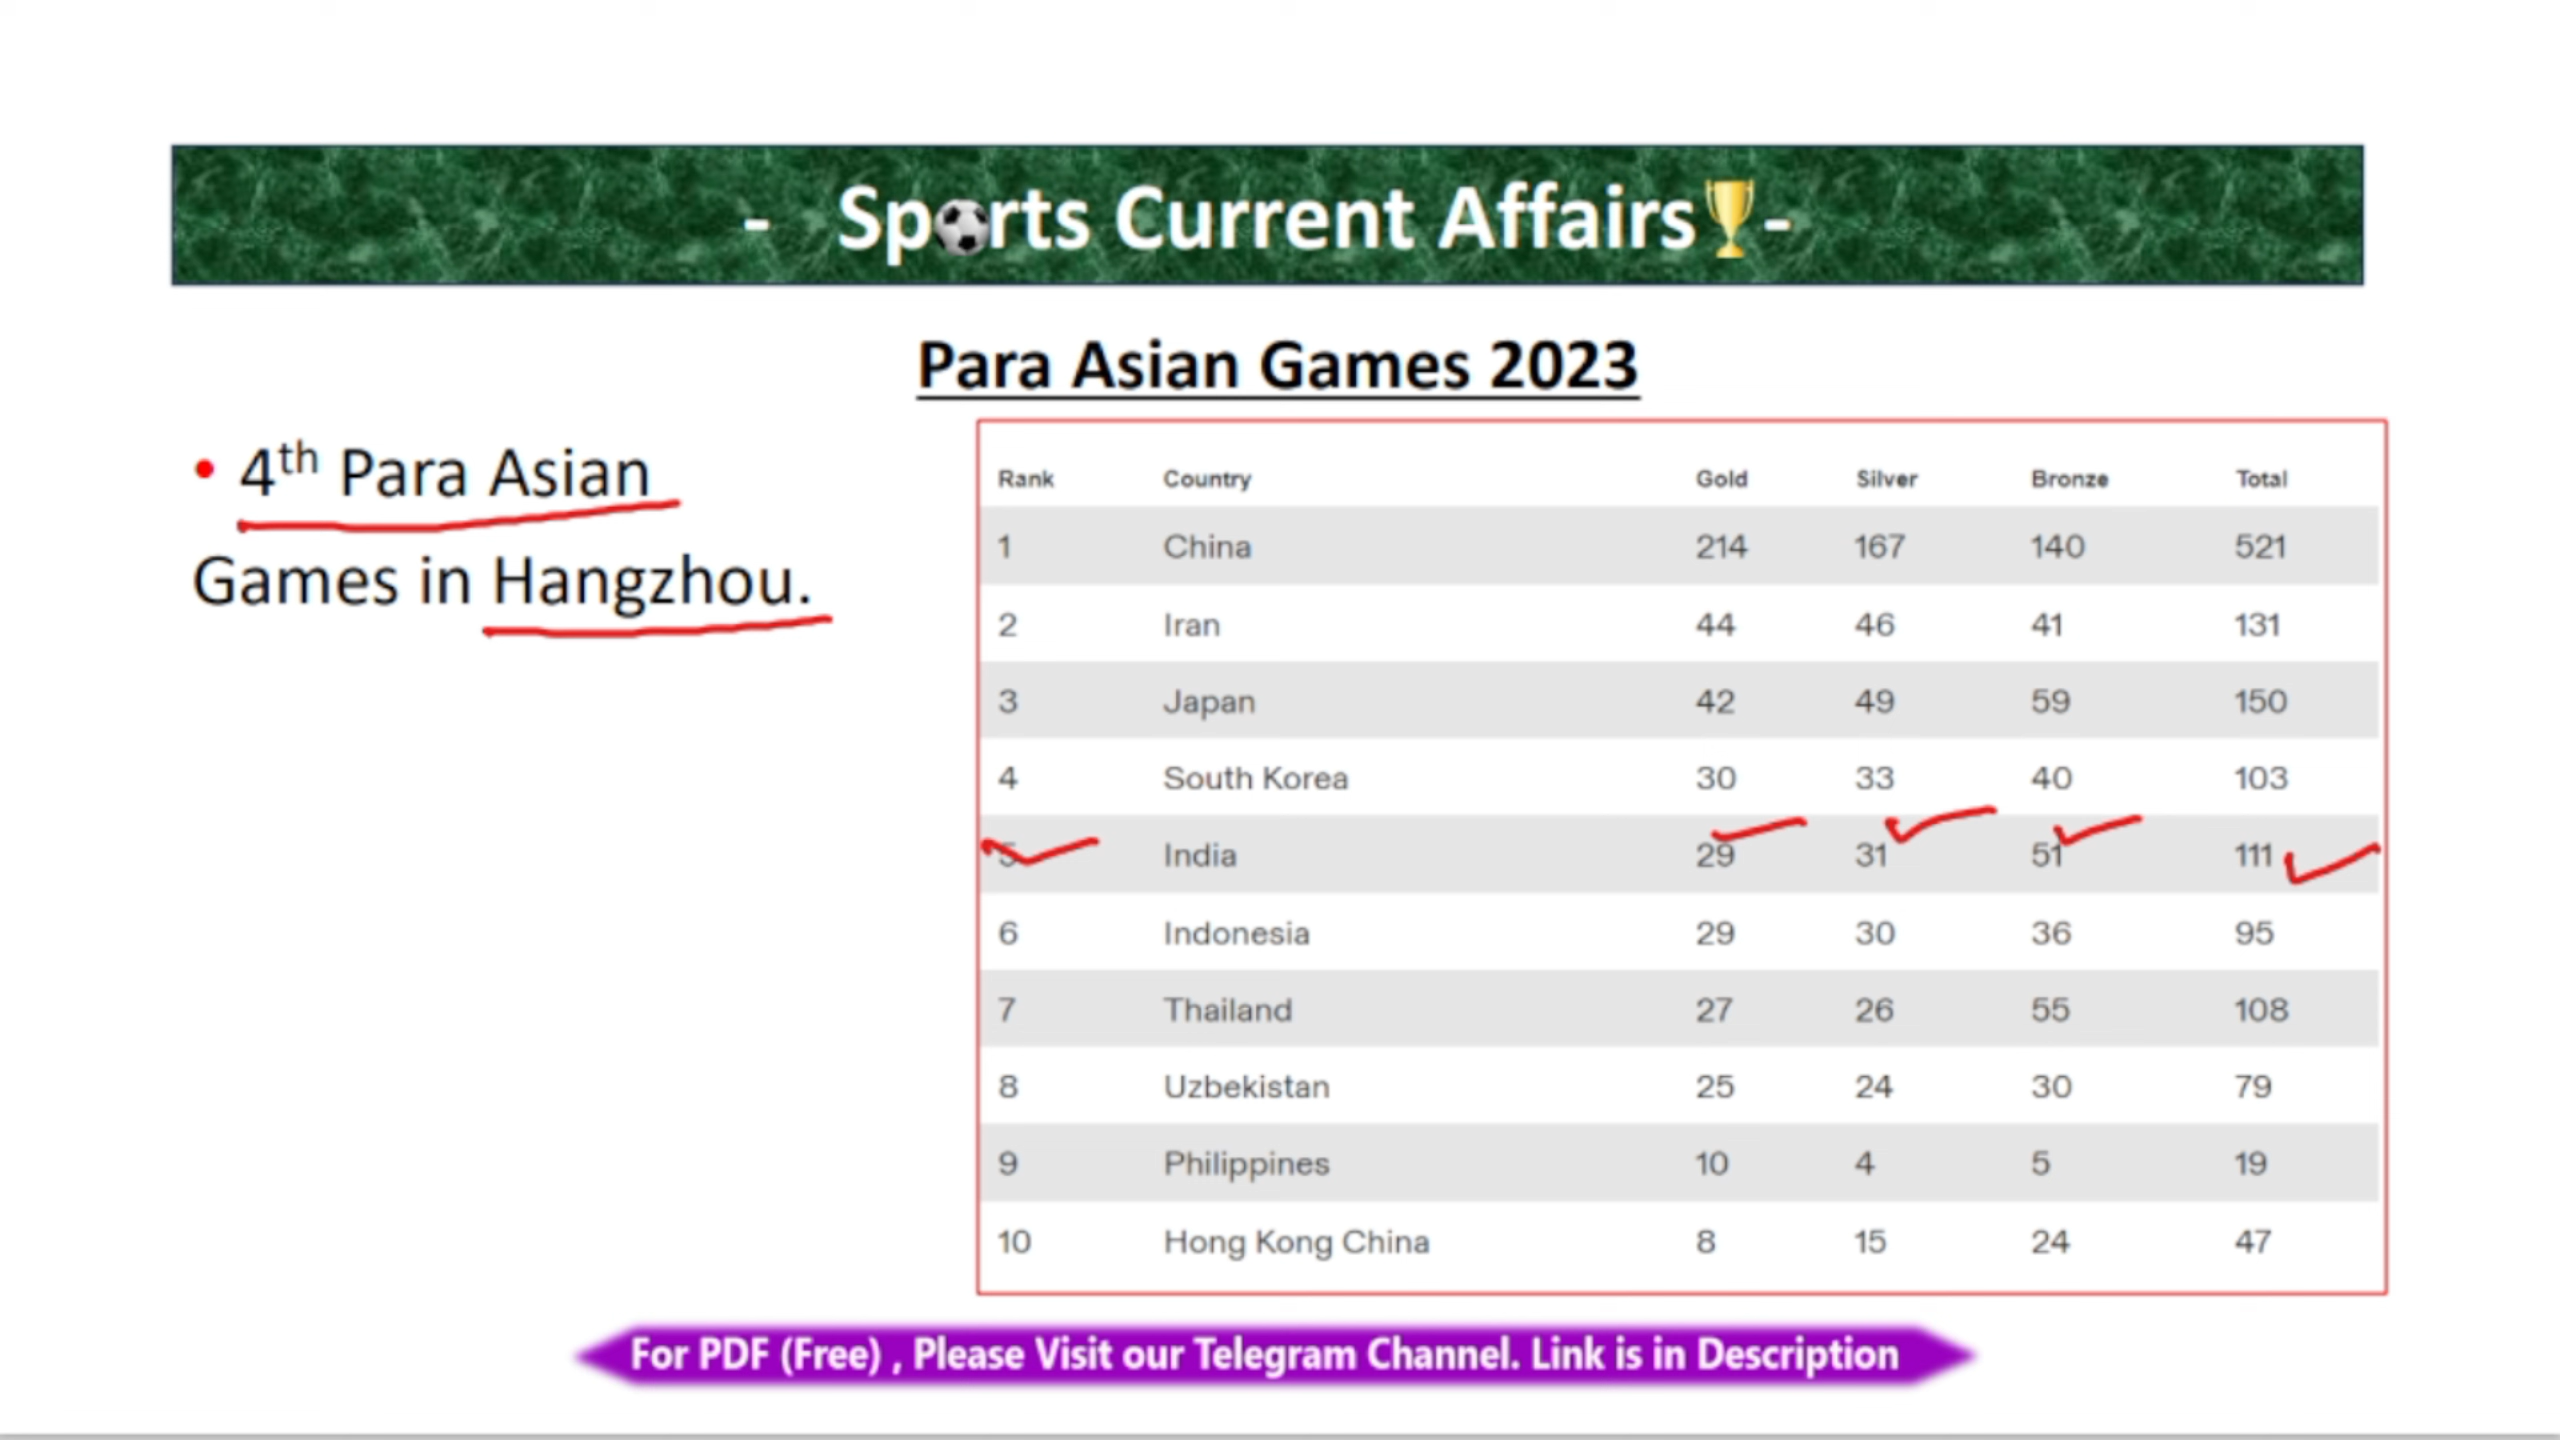 - Sports Current Affairs🏆-
Para Asian Games 2023
• 4th Para Asian
Games in Hangzhou.
Rank Country Gold Silver Bronze Total
1 China 214 167 140 521
2 Iran 44 46 41 131
3 Japan 42 49 59 150
4 South Korea 30 33 40 103
5 India 29 31 51 111
6 Indonesia 29 30 36 95
7 Thailand 27 26 55 108
8 Uzbekistan 25 24 30 79
9 Philippines 10 4 5 19
10 Hong Kong China 8 15 24 47
For PDF (Free) , Please Visit our Telegram Channel. Link is in Description